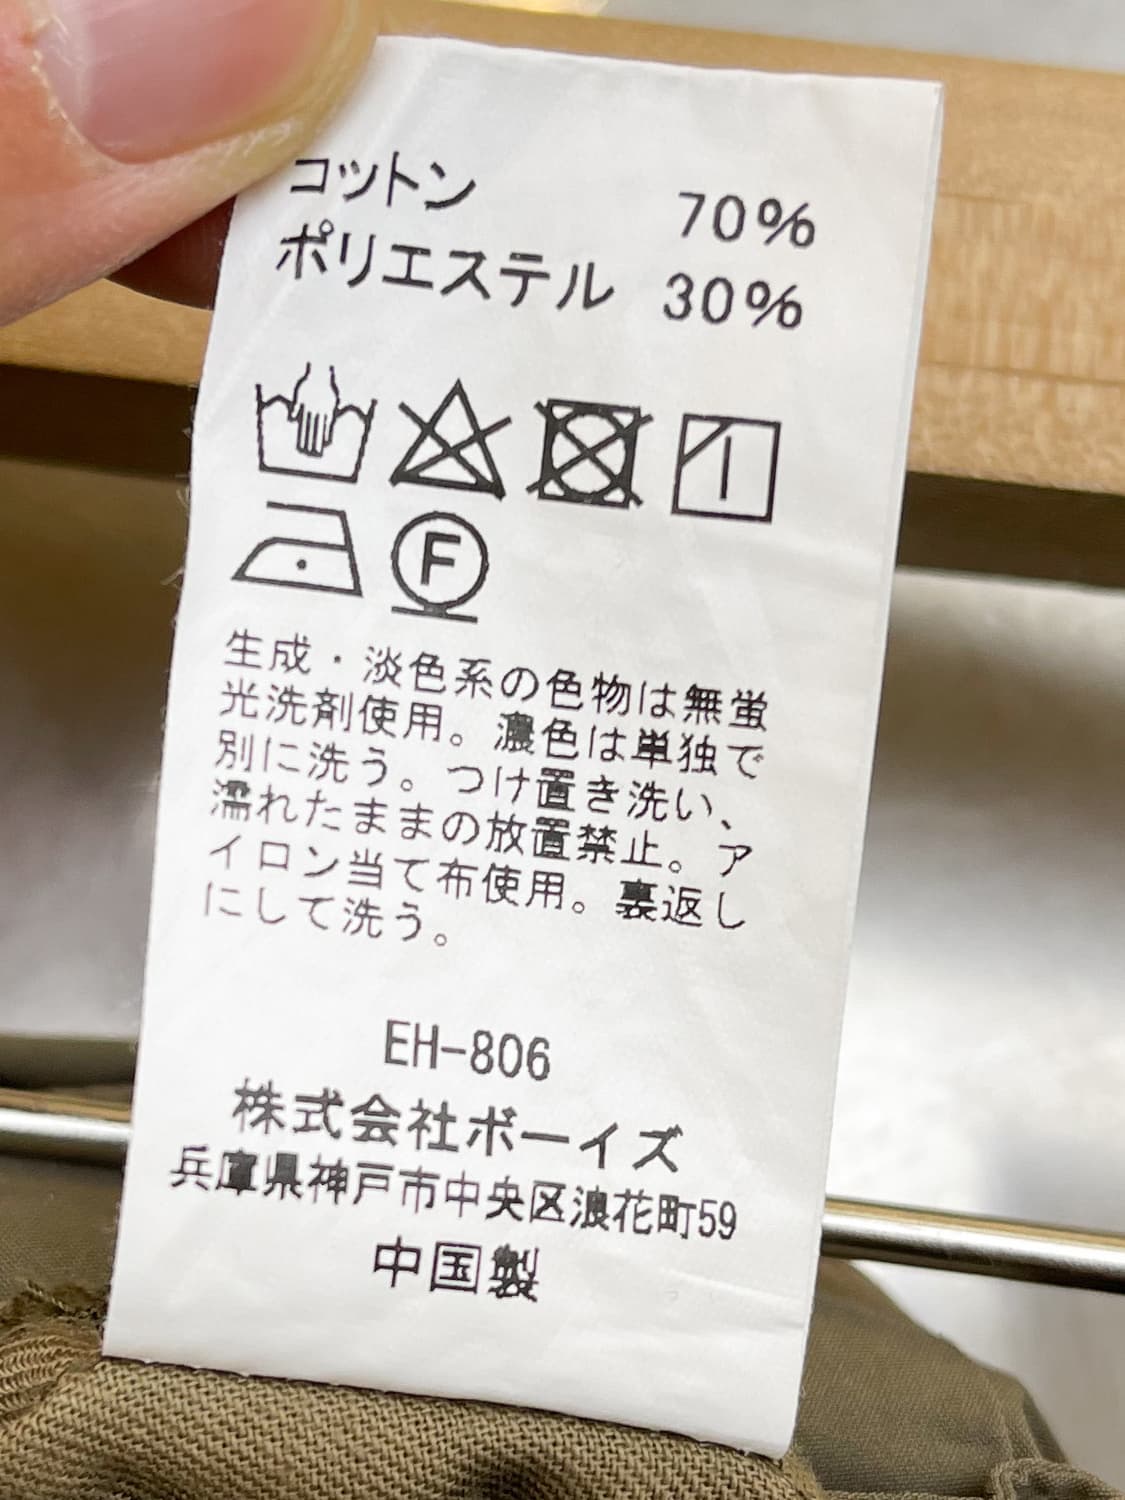 コットン 70%
ポリエステル 30%
F
生成・淡色系の色物は無蛍
光洗剤使用。濃色は単独で
別に洗う。つけ置き洗い、
濡れたままの放置禁止。ア
イロン当て布使用。裏返し
にして洗う。
EH-806
株式会社ボーイズ
兵庫県神戸市中央区浪花町59
中国製